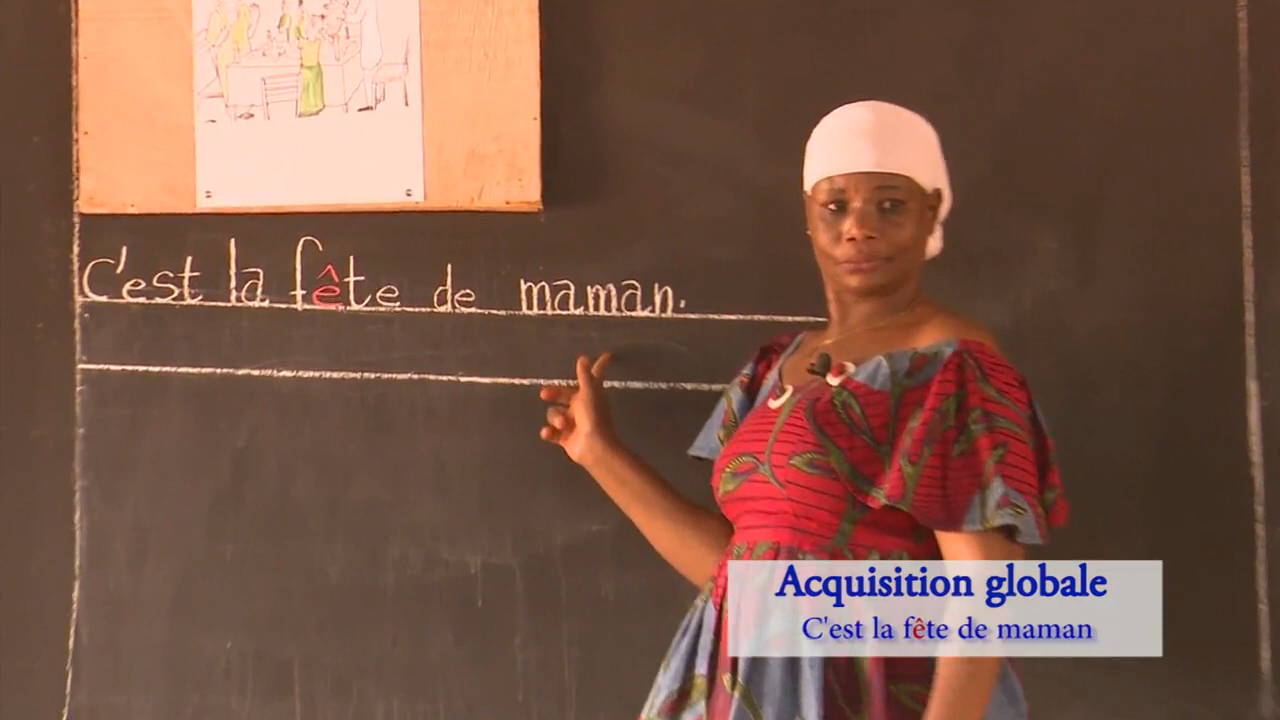 C'est la fête de maman.
Acquisition globale
C'est la fête de maman